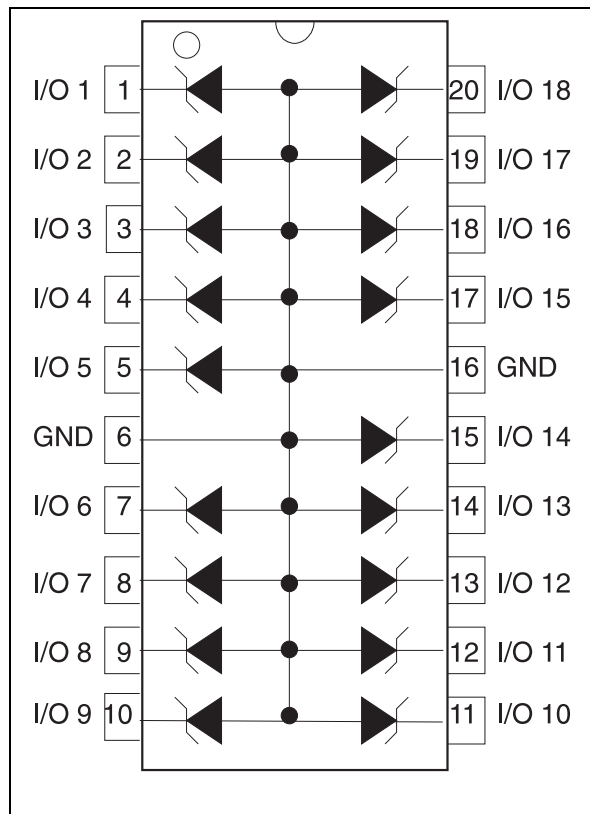 I/O 1 1 20 I/O 18
I/O 2 2 19 I/O 17
I/O 3 3 18 I/O 16
I/O 4 4 17 I/O 15
I/O 5 5 16 GND
GND 6 15 I/O 14
I/O 6 7 14 I/O 13
I/O 7 8 13 I/O 12
I/O 8 9 12 I/O 11
I/O 9 10 11 I/O 10